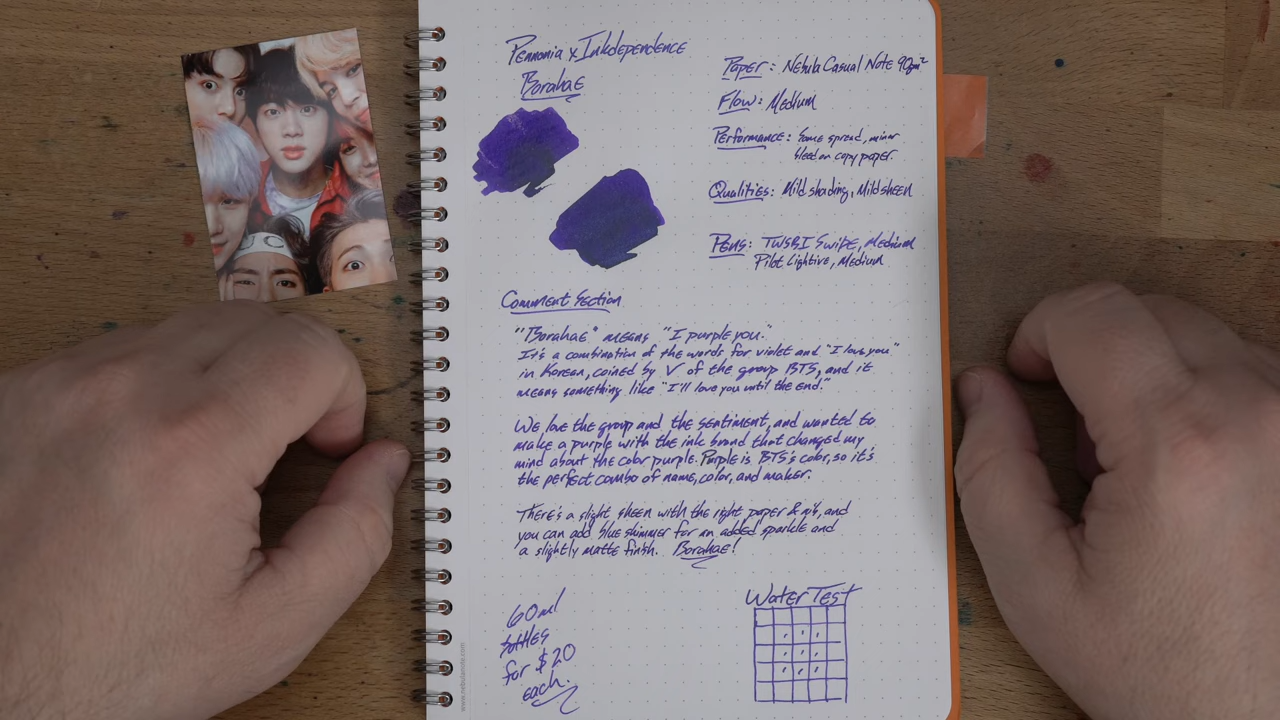 Pennonia x Inkdependence
Borahae
Paper: Nebula Casual Note 90gm²
Flow: Medium
Performance: Some spread, minor
bleed on copy paper.
Qualities: Mild shading, Mild sheen
Pens: TWSBI Swipe, Medium
Pilot Lightive, Medium
Comment Section
"Borahae" means "I purple you."
It's a combination of the words for violet and "I love you"
in Korean, coined by V of the group BTS, and it
means something like "I'll love you until the end."
We love the group and the sentiment, and wanted to
make a purple with the ink brand that changed my
mind about the color purple. Purple is BTS's color, so it's
the perfect combo of name, color, and maker.
There's a slight sheen with the right paper & nib, and
you can add blue shimmer for an added sparkle and
a slightly matte finish. Borahae!
60ml
bottles
for $20
each.
Water Test